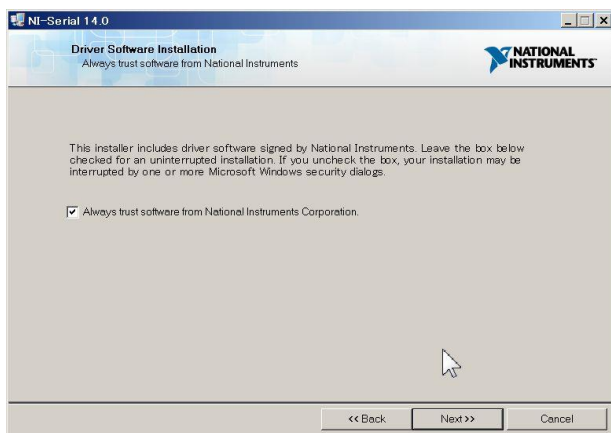 NI-Serial 14.0
Driver Software Installation
Always trust software from National Instruments
NATIONAL
INSTRUMENTS
This installer includes driver software signed by National Instruments. Leave the box below
checked for an uninterrupted installation. If you uncheck the box, your installation may be
interrupted by one or more Microsoft Windows security dialogs.
Always trust software from National Instruments Corporation.
<< Back
Next >>
Cancel